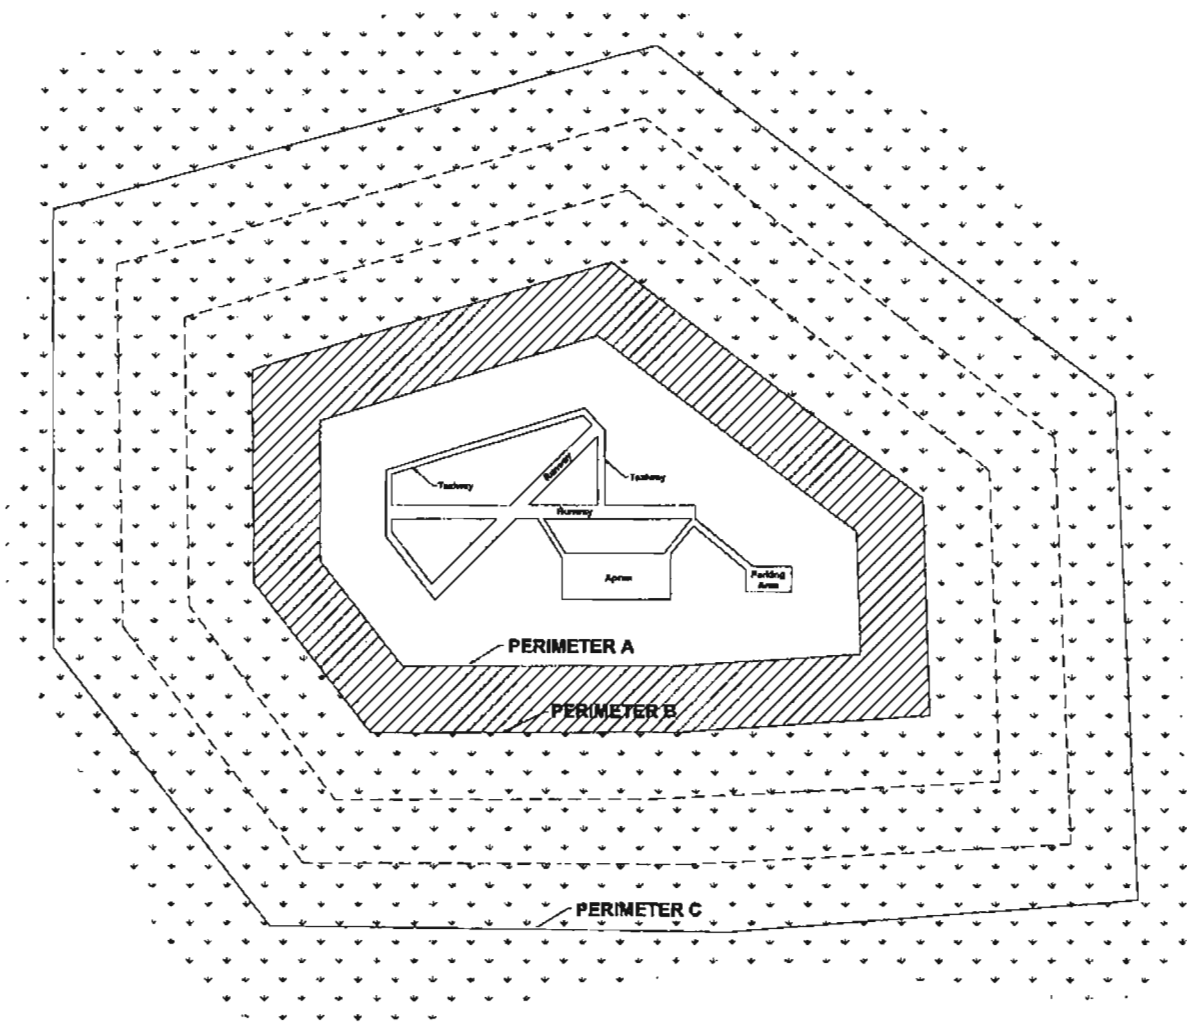 Runway
Taxiway
Taxiway
Runway
Apron
Parking
Area
PERIMETER A
PERIMETER B
PERIMETER C